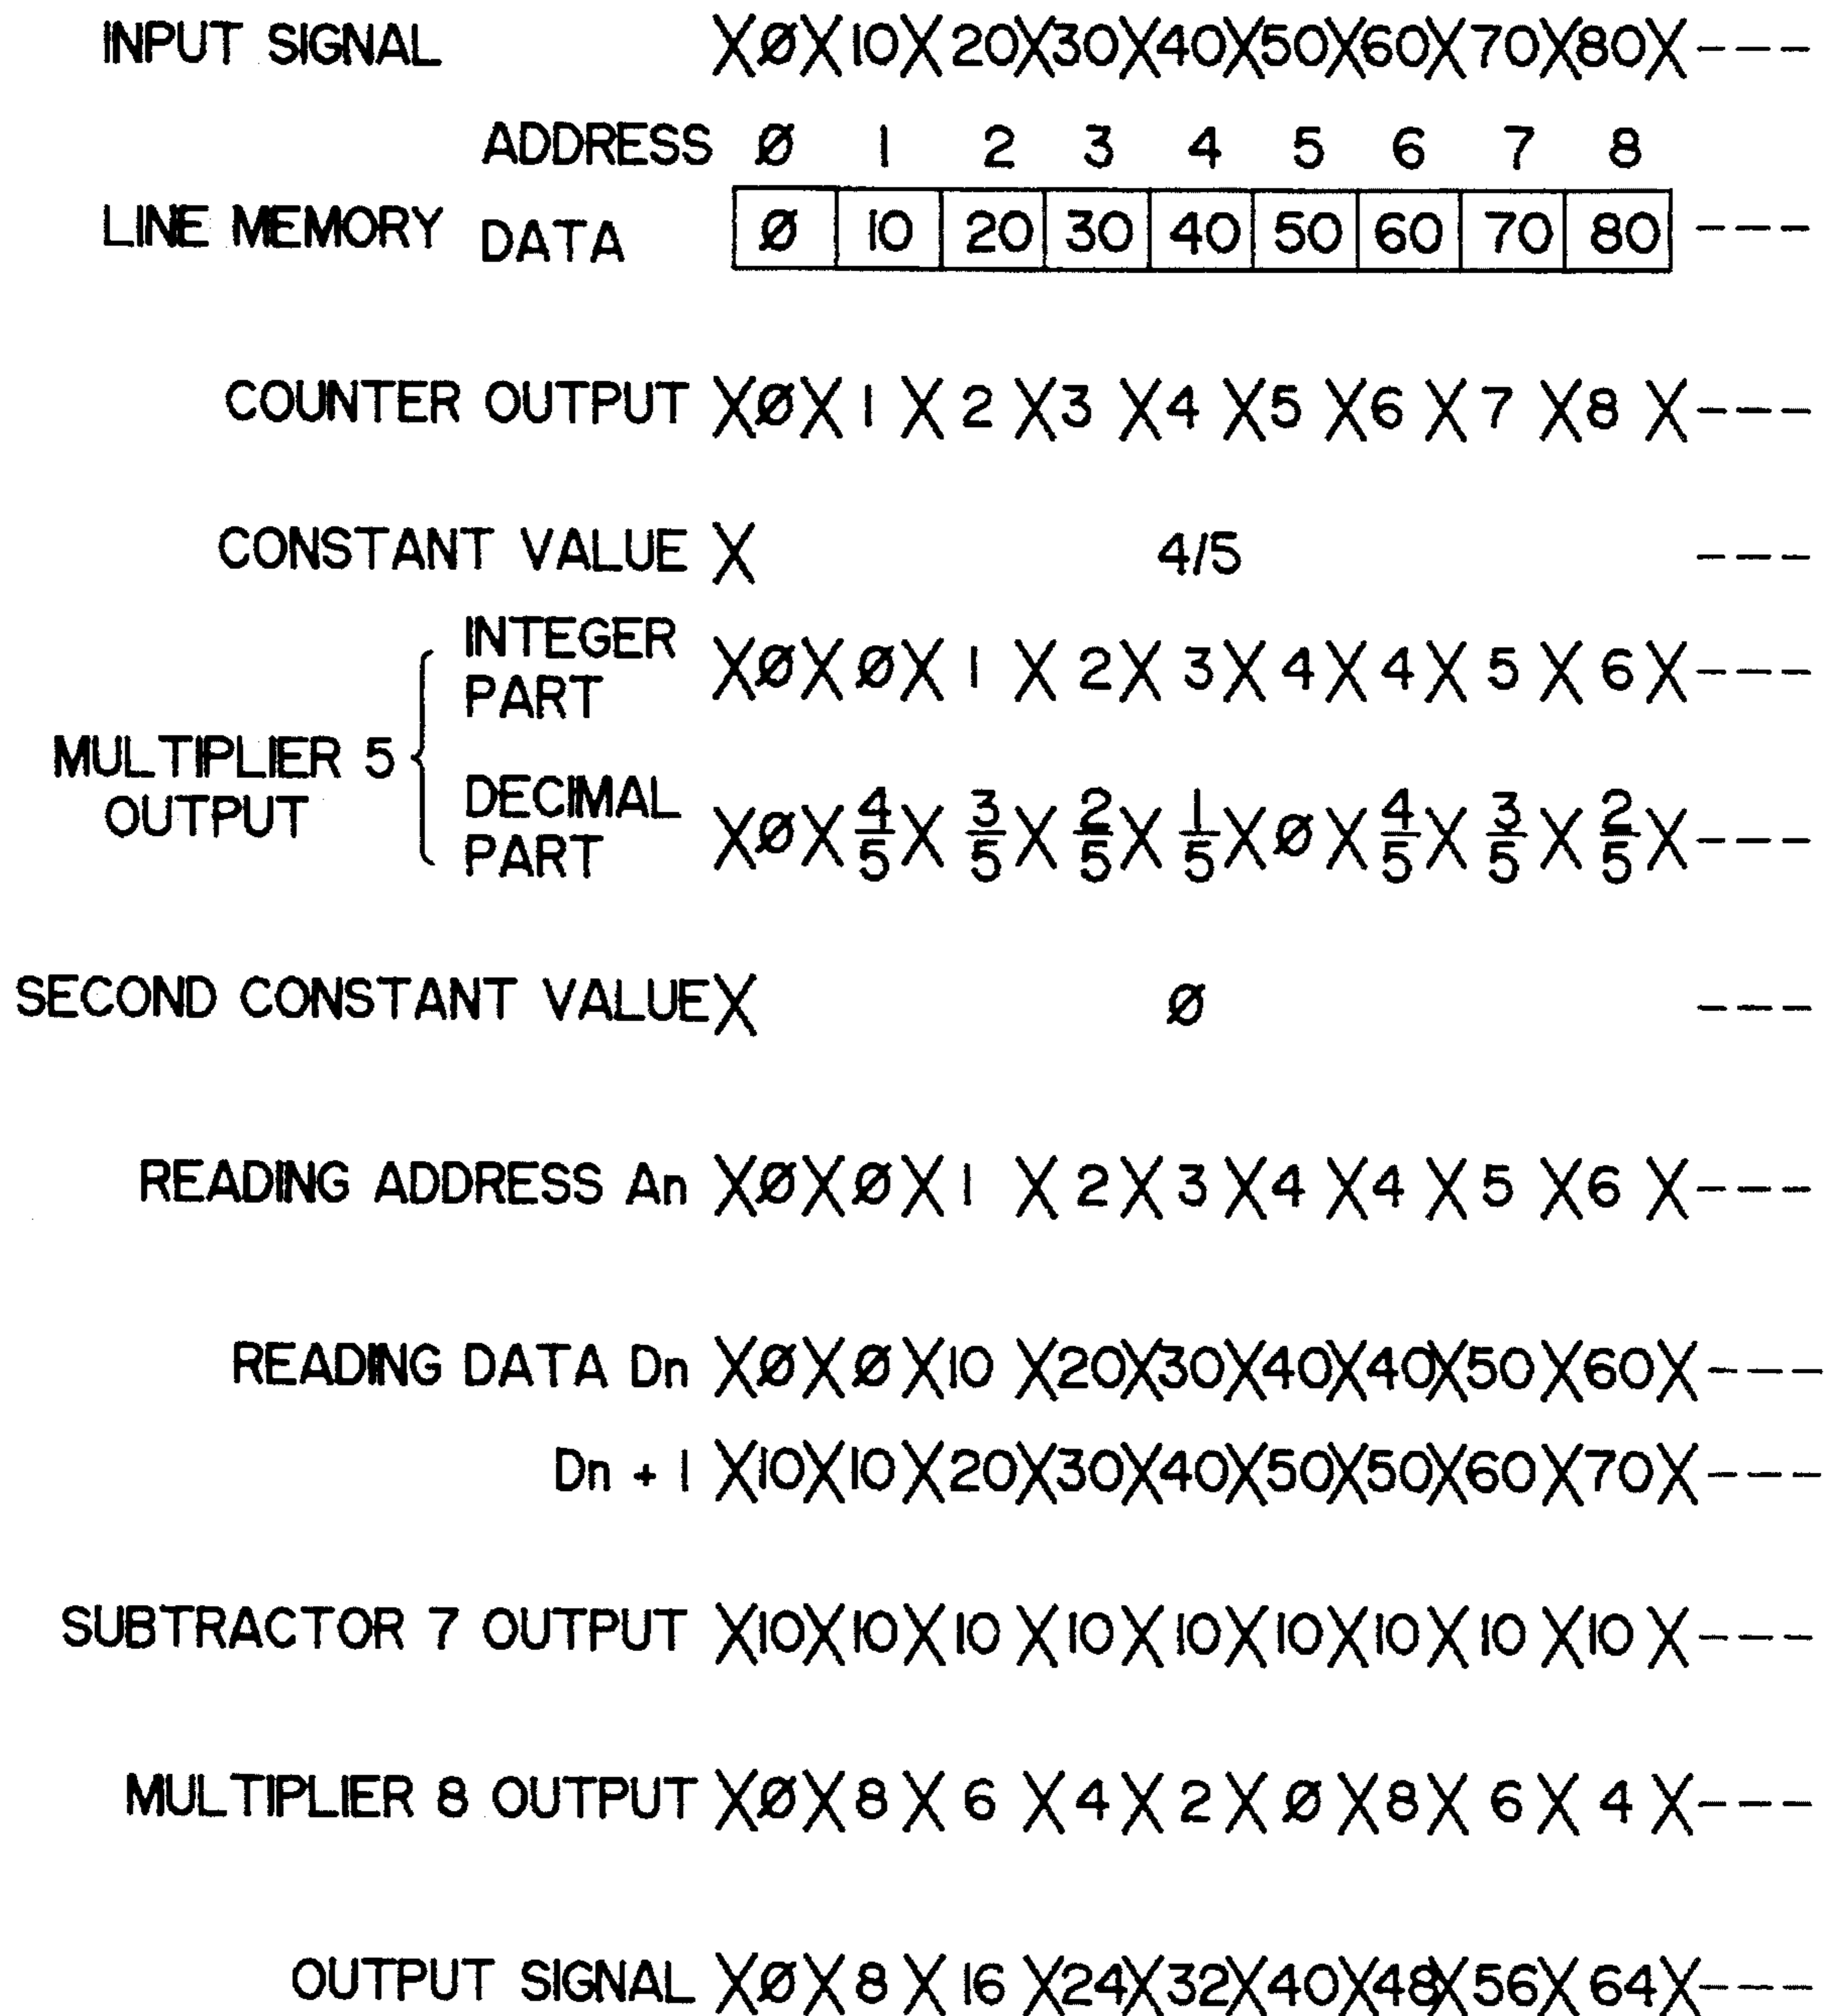 INPUT SIGNAL XØX10X20X30X40X50X60X70X80X---
ADDRESS Ø 1 2 3 4 5 6 7 8
LINE MEMORY DATA Ø 10 20 30 40 50 60 70 80 ---
COUNTER OUTPUT XØX1X2X3X4X5X6X7X8X---
CONSTANT VALUE X 4/5 ---
MULTIPLIER 5 OUTPUT
INTEGER PART XØXØX1X2X3X4X4X5X6X---
DECIMAL PART XØX4/5X3/5X2/5X1/5XØX4/5X3/5X2/5X---
SECOND CONSTANT VALUE X Ø ---
READING ADDRESS An XØXØX1X2X3X4X4X5X6X---
READING DATA Dn XØXØX10X20X30X40X40X50X60X---
Dn + 1 X10X10X20X30X40X50X50X60X70X---
SUBTRACTOR 7 OUTPUT X10X10X10X10X10X10X10X10X10X---
MULTIPLIER 8 OUTPUT XØX8X6X4X2XØX8X6X4X---
OUTPUT SIGNAL XØX8X16X24X32X40X48X56X64X---